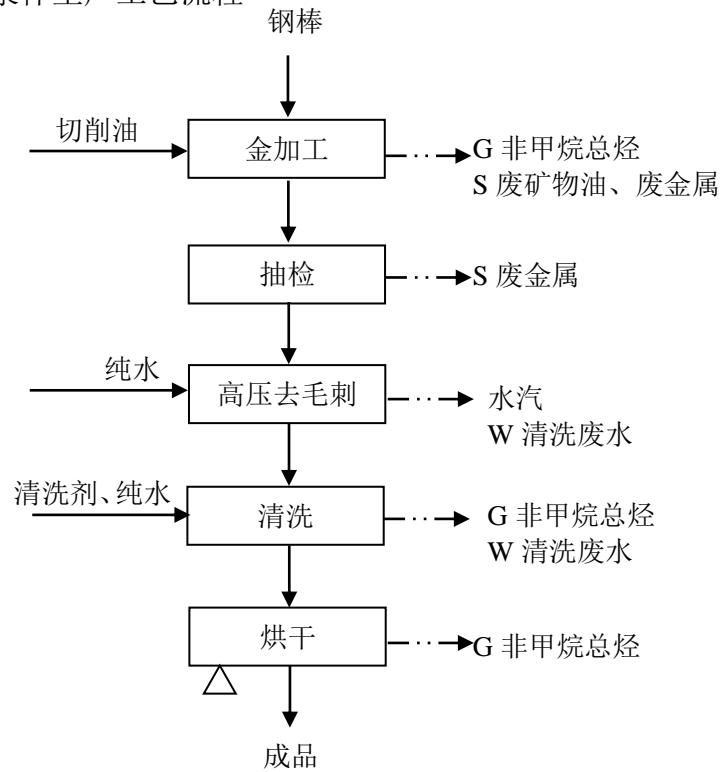 钢棒
切削油
金加工
G 非甲烷总烃
S 废矿物油、废金属
抽检
S 废金属
纯水
高压去毛刺
水汽
W 清洗废水
清洗剂、纯水
清洗
G 非甲烷总烃
W 清洗废水
烘干
G 非甲烷总烃
成品